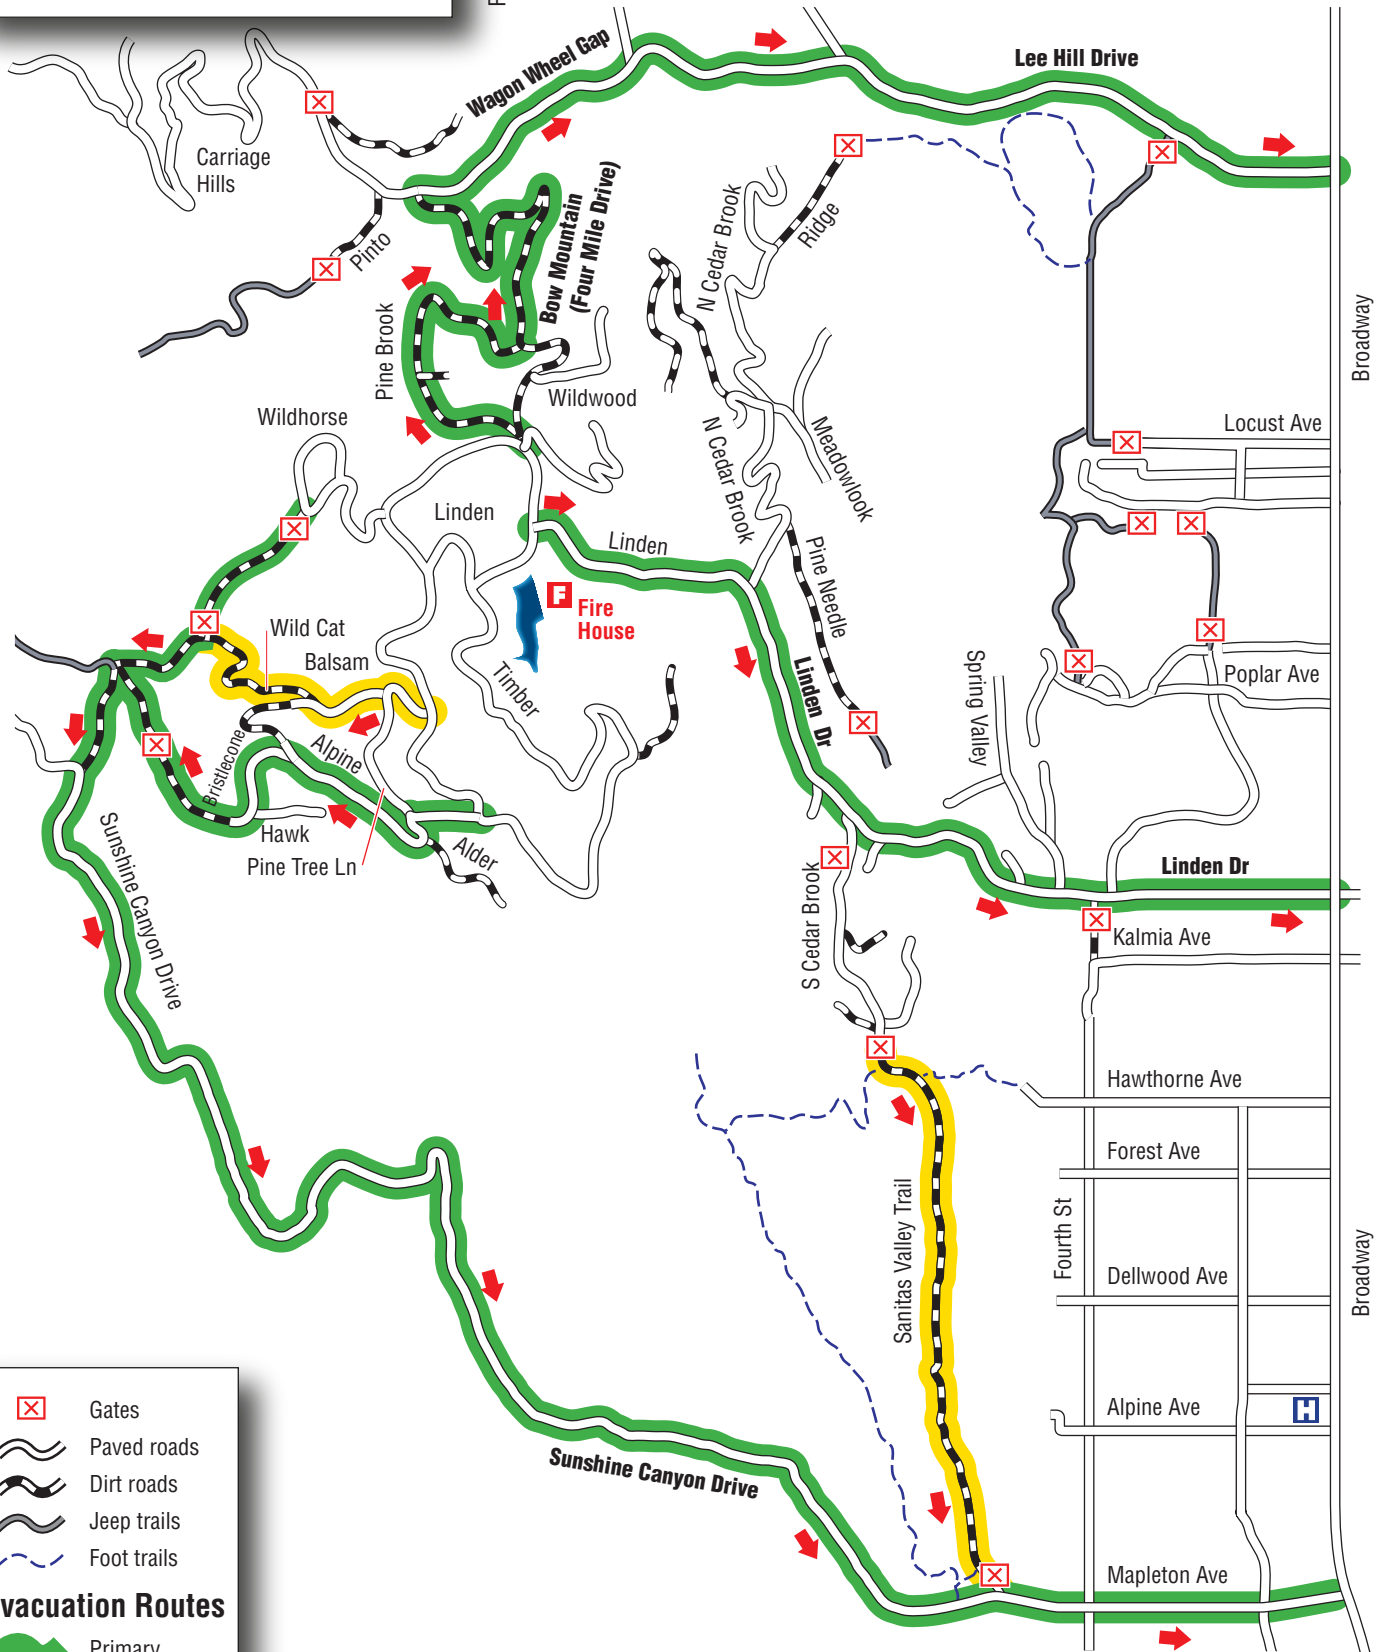 Wagon Wheel Gap
Lee Hill Drive
Carriage
Hills
Pinto
Bow Mountain
(Four Mile Drive)
N Cedar Brook
Ridge
Broadway
Pine Brook
Wildwood
Wildhorse
Meadowlook
N Cedar Brook
Locust Ave
Linden
Linden
Pine Needle
F
Fire
House
Wild Cat
Balsam
Timber
Linden Dr
Spring Valley
Poplar Ave
Alpine
Bristlecone
Hawk
Pine Tree Ln
Alder
Sunshine Canyon Drive
S Cedar Brook
Linden Dr
Kalmia Ave
Hawthorne Ave
Forest Ave
Fourth St
Sanitas Valley Trail
Dellwood Ave
Broadway
Alpine Ave
H
Sunshine Canyon Drive
Mapleton Ave
Gates
Paved roads
Dirt roads
Jeep trails
Foot trails
vacuation Routes
Primary